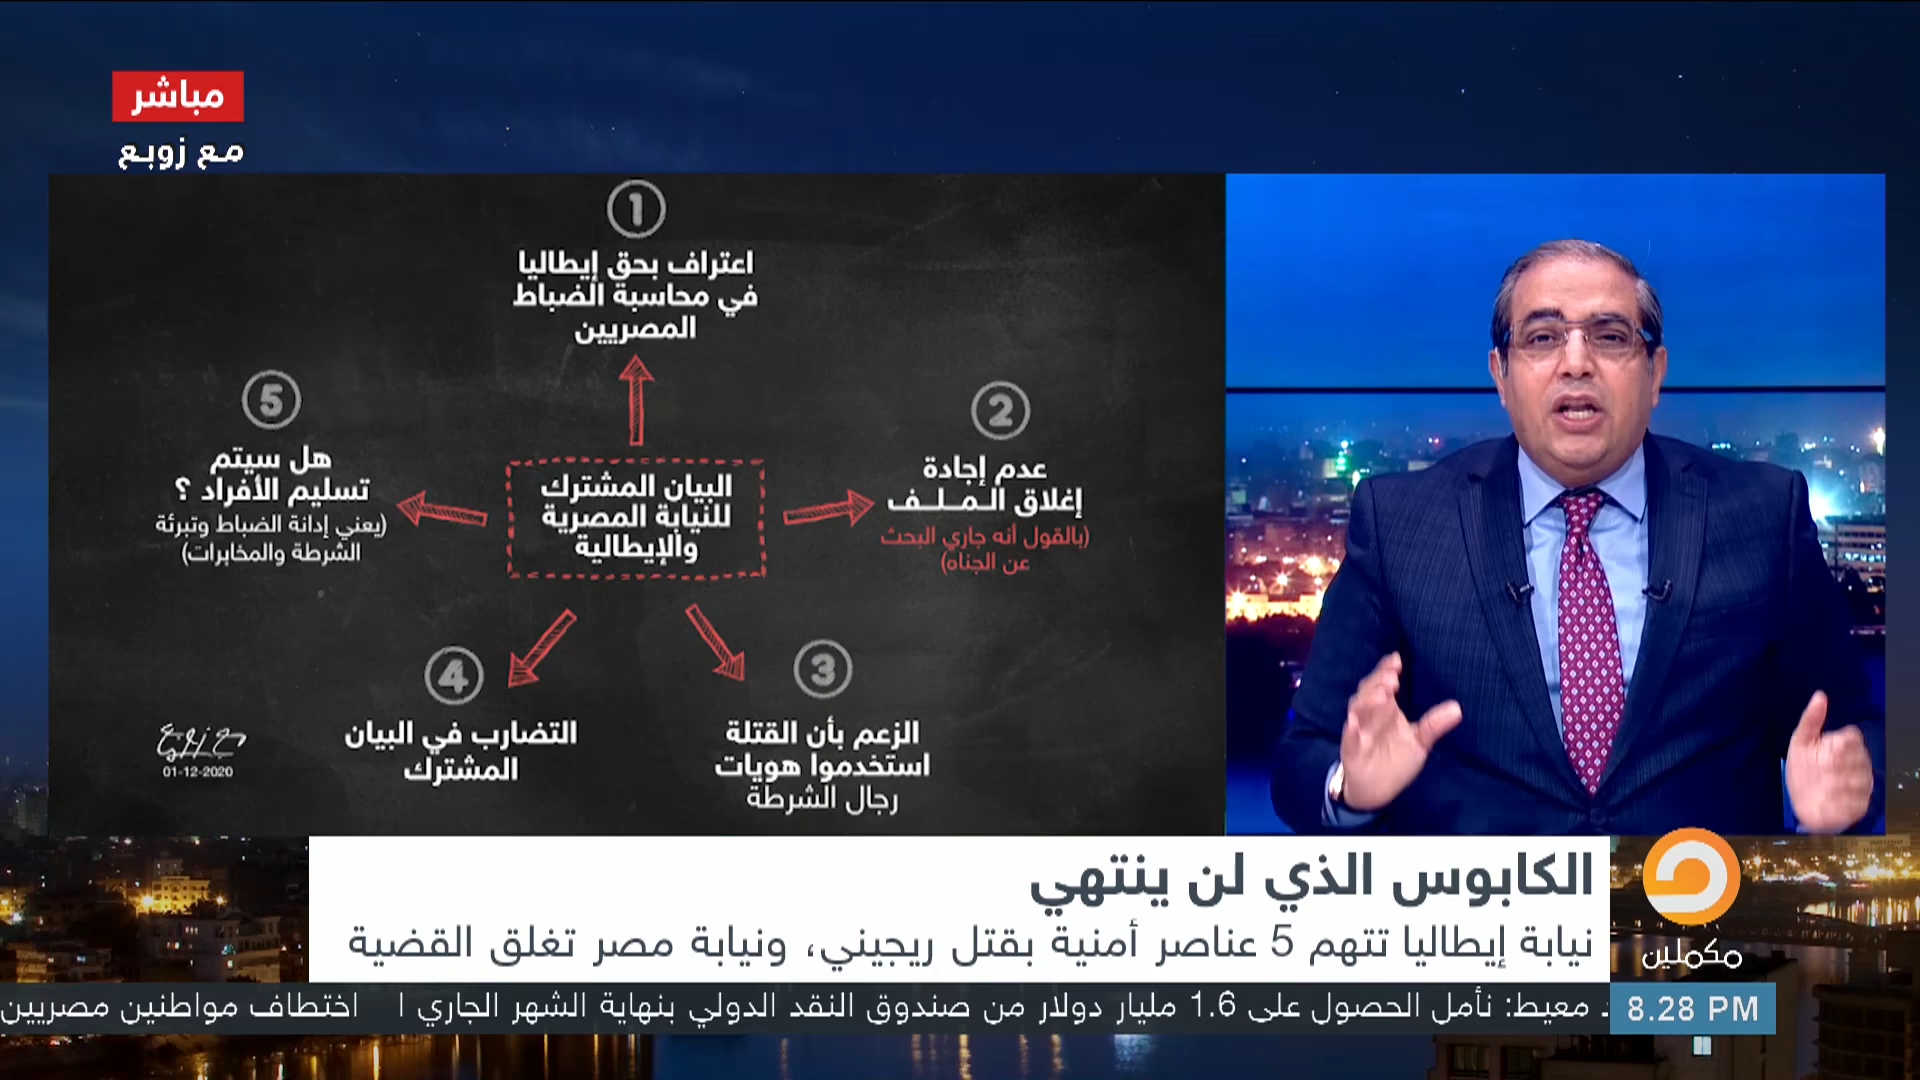 مباشر
مع زوبع
1
اعتراف بحق إيطاليا
في محاسبة الضباط
المصريين
2
عدم إجادة
إغلاق الملف
(بالقول أنه جاري البحث
عن الجناه)
3
الزعم بأن القتلة
استخدموا هويات
رجال الشرطة
4
التضارب في البيان
المشترك
5
هل سيتم
تسليم الأفراد ؟
(يعني إدانة الضباط وتبرئة
الشرطة والمخابرات)
البيان المشترك
للنيابة المصرية
والإيطالية
01-12-2020
الكابوس الذي لن ينتهي
نيابة إيطاليا تتهم 5 عناصر أمنية بقتل ريجيني، ونيابة مصر تغلق القضية
مكملين
8.28 PM
معيط: نأمل الحصول على 1.6 مليار دولار من صندوق النقد الدولي بنهاية الشهر الجاري ا اختطاف مواطنين مصريين